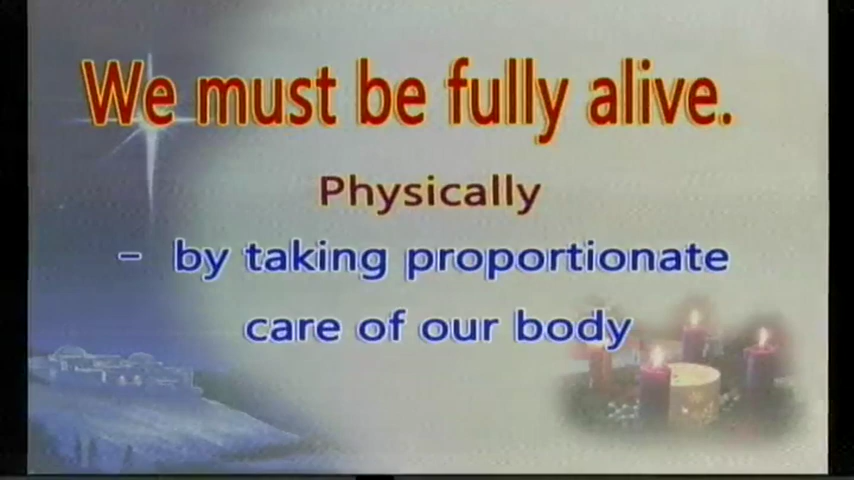 We must be fully alive.
Physically
- by taking proportionate
care of our body